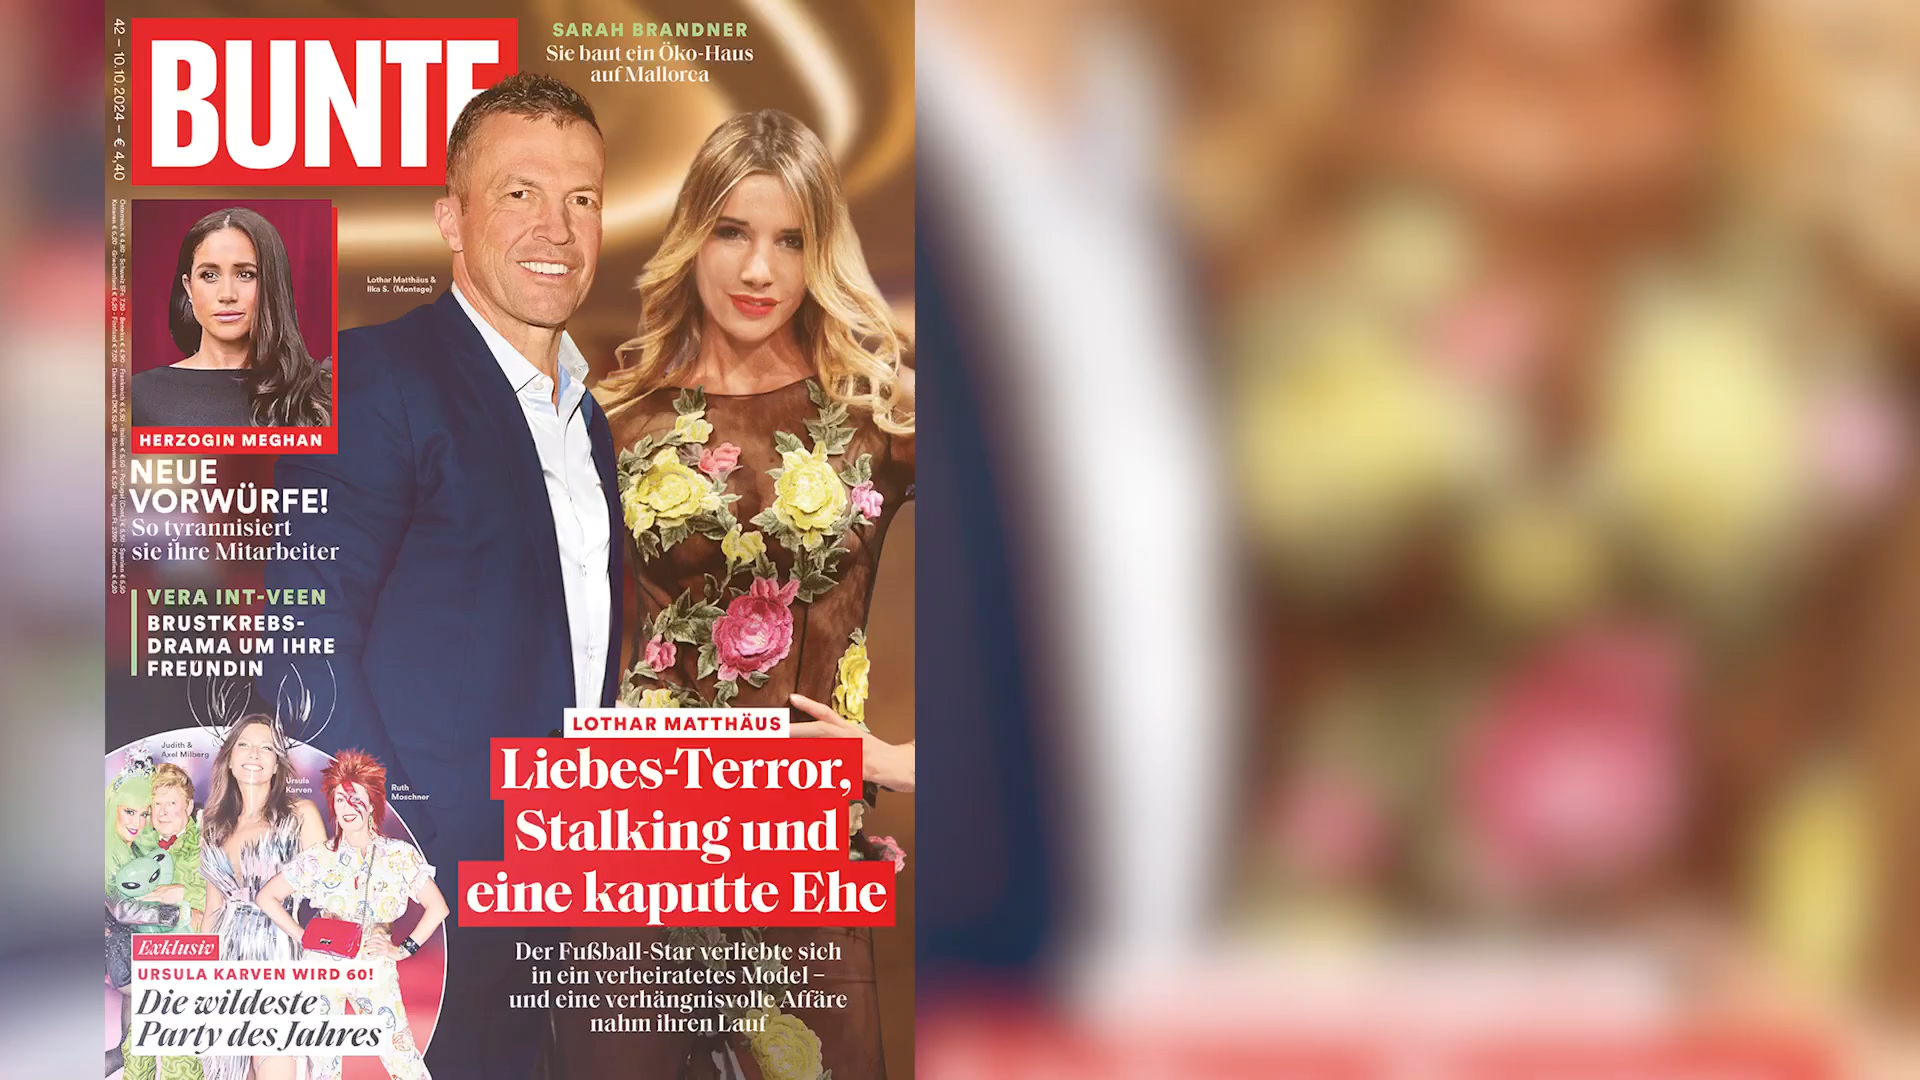 42 – 10.10.2024 – € 4,40
BUNTE
SARAH BRANDNER
Sie baut ein Öko-Haus
auf Mallorca
Lothar Matthäus &
Ilka S. (Montage)
HERZOGIN MEGHAN
NEUE
VORWÜRFE!
So tyrannisiert
sie ihre Mitarbeiter
VERA INT-VEEN
BRUSTKREBS-
DRAMA UM IHRE
FREUNDIN
Judith &
Axel Milberg
Ursula
Karven
Ruth
Moschner
Exklusiv
URSULA KARVEN WIRD 60!
Die wildeste
Party des Jahres
LOTHAR MATTHÄUS
Liebes-Terror,
Stalking und
eine kaputte Ehe
Der Fußball-Star verliebte sich
in ein verheiratetes Model –
und eine verhängnisvolle Affäre
nahm ihren Lauf